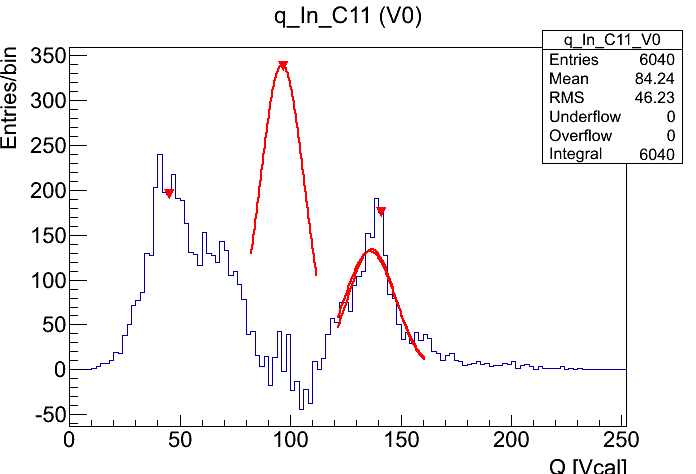 q_In_C11 (V0)
q_In_C11_V0
Entries 6040
Mean 84.24
RMS 46.23
Underflow 0
Overflow 0
Integral 6040
Entries/bin
350
300
250
200
150
100
50
0
-50
0 50 100 150 200 250
Q [Vcal]